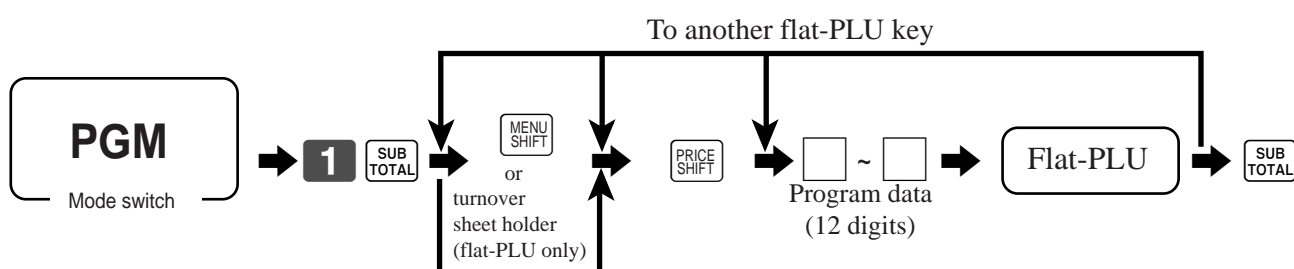 To another flat-PLU key
PGM
Mode switch
1
SUB
TOTAL
MENU
SHIFT
or
turnover
sheet holder
(flat-PLU only)
PRICE
SHIFT
~
Program data
(12 digits)
Flat-PLU
SUB
TOTAL